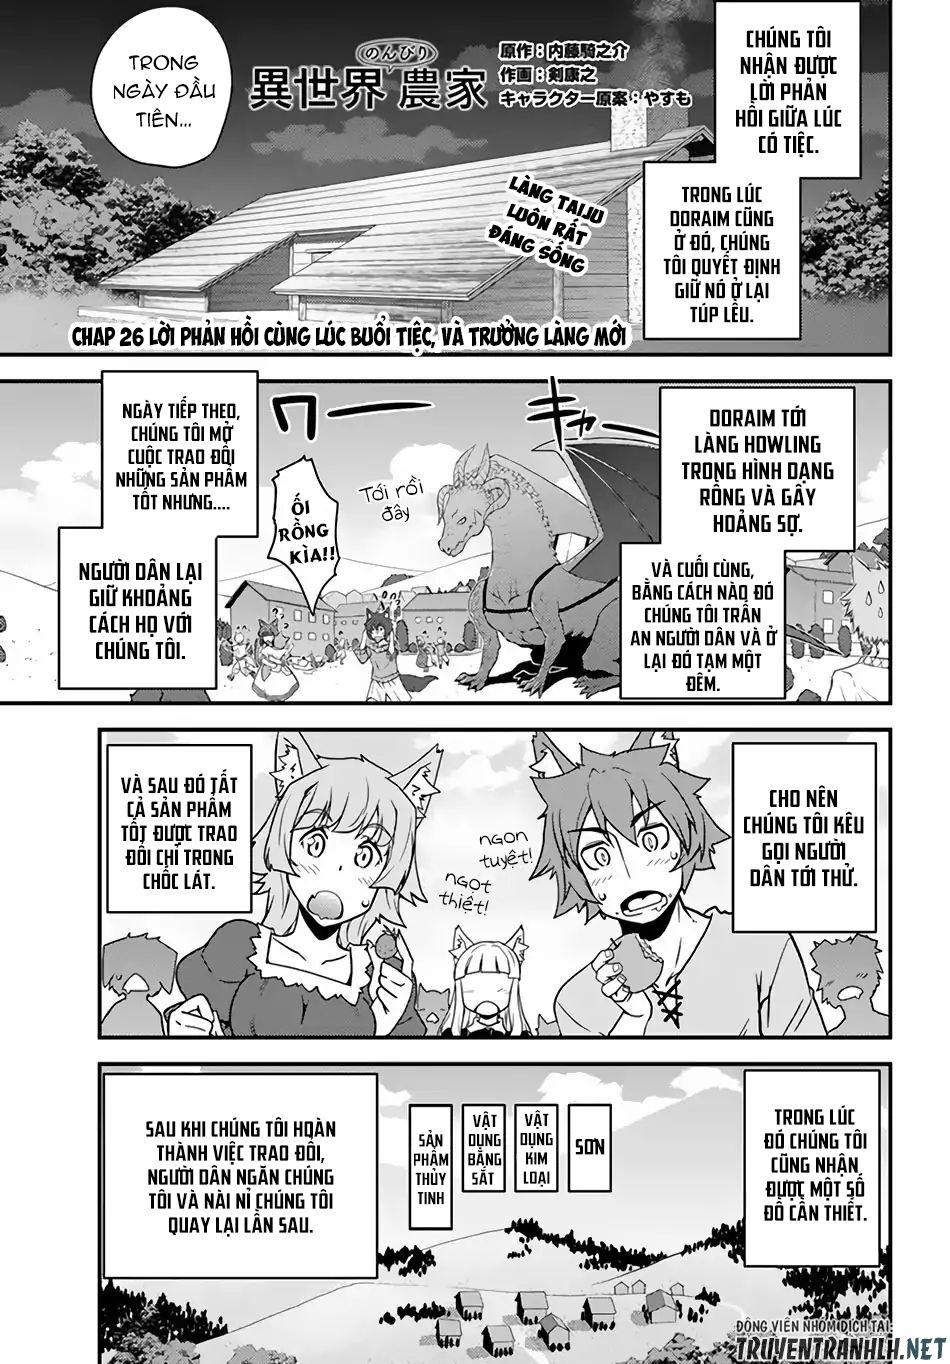 CHÚNG TÔI
NHẬN ĐƯỢC
LỜI PHẢN
HỒI GIỮA LÚC
CÓ TIỆC.
TRONG LÚC
DORAIM CŨNG
Ở ĐÓ, CHÚNG
TÔI QUYẾT ĐỊNH
GIỮ NÓ Ở LẠI
TÚP LỀU.
原作：内藤騎之介
作画：剣康之
キャラクター原案：やすも
のんびり
異世界 農家
TRONG
NGÀY ĐẦU
TIÊN...
LÀNG TAIJU
LUÔN RẤT
ĐÁNG SỐNG
CHAP 26 LỜI PHẢN HỒI CÙNG LÚC BUỔI TIỆC, VÀ TRƯỞNG LÀNG MỚI
DORAIM TỚI
LÀNG HOWLING
TRONG HÌNH DẠNG
RỒNG VÀ GÂY
HOẢNG SỢ.
VÀ CUỐI CÙNG,
BẰNG CÁCH NÀO ĐÓ
CHÚNG TÔI TRẤN
AN NGƯỜI DÂN VÀ Ở
LẠI ĐÓ TẠM MỘT
ĐÊM.
キャー
ワー
Tới rồi
đây
ỐI
RỒNG
KÌA!!
NGÀY TIẾP THEO,
CHÚNG TÔI MỞ
CUỘC TRAO ĐỔI
NHỮNG SẢN PHẨM
TỐT NHƯNG....
NGƯỜI DÂN LẠI
GIỮ KHOẢNG
CÁCH HỌ VỚI
CHÚNG TÔI.
CHO NÊN
CHÚNG TÔI KÊU
GỌI NGƯỜI
DÂN TỚI THỬ.
ngon
tuyệt!
ngọt
thiệt!
VÀ SAU ĐÓ TẤT
CẢ SẢN PHẨM
TỐT ĐƯỢC TRAO
ĐỔI CHỈ TRONG
CHỐC LÁT.
TRONG LÚC
ĐÓ CHÚNG TÔI
CŨNG NHẬN
ĐƯỢC MỘT SỐ
ĐỒ CẦN THIẾT.
SƠN
VẬT
DỤNG
KIM
LOẠI
VẬT
DỤNG
BẰNG
SẮT
SẢN
PHẨM
THỦY
TINH
SAU KHI CHÚNG TÔI HOÀN
THÀNH VIỆC TRAO ĐỔI,
NGƯỜI DÂN NGĂN CHÚNG
TÔI VÀ NÀI NỈ CHÚNG TÔI
QUAY LẠI LẦN SAU.
ĐỘNG VIÊN NHÓM DỊCH TẠI:
TRUYENTRANHLH.NET